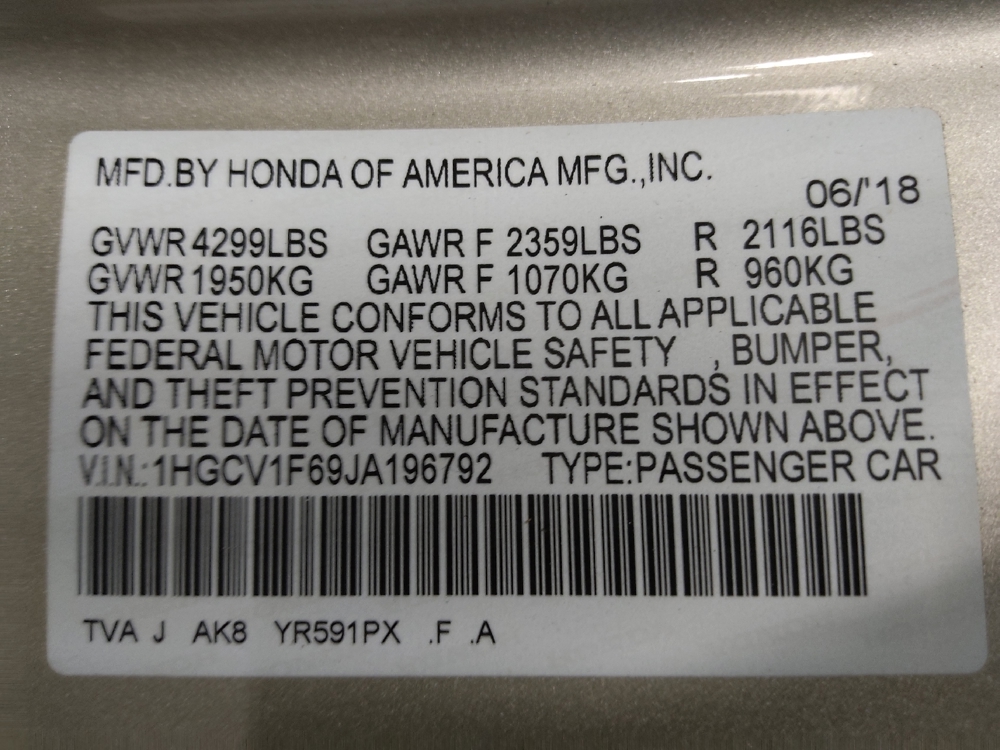 MFD.BY HONDA OF AMERICA MFG.,INC.
06/'18
GVWR 4299LBS GAWR F 2359LBS R 2116LBS
GVWR 1950KG GAWR F 1070KG R 960KG
THIS VEHICLE CONFORMS TO ALL APPLICABLE
FEDERAL MOTOR VEHICLE SAFETY , BUMPER,
AND THEFT PREVENTION STANDARDS IN EFFECT
ON THE DATE OF MANUFACTURE SHOWN ABOVE.
V.I.N.: 1HGCV1F69JA196792 TYPE:PASSENGER CAR
TVA J AK8 YR591PX .F .A